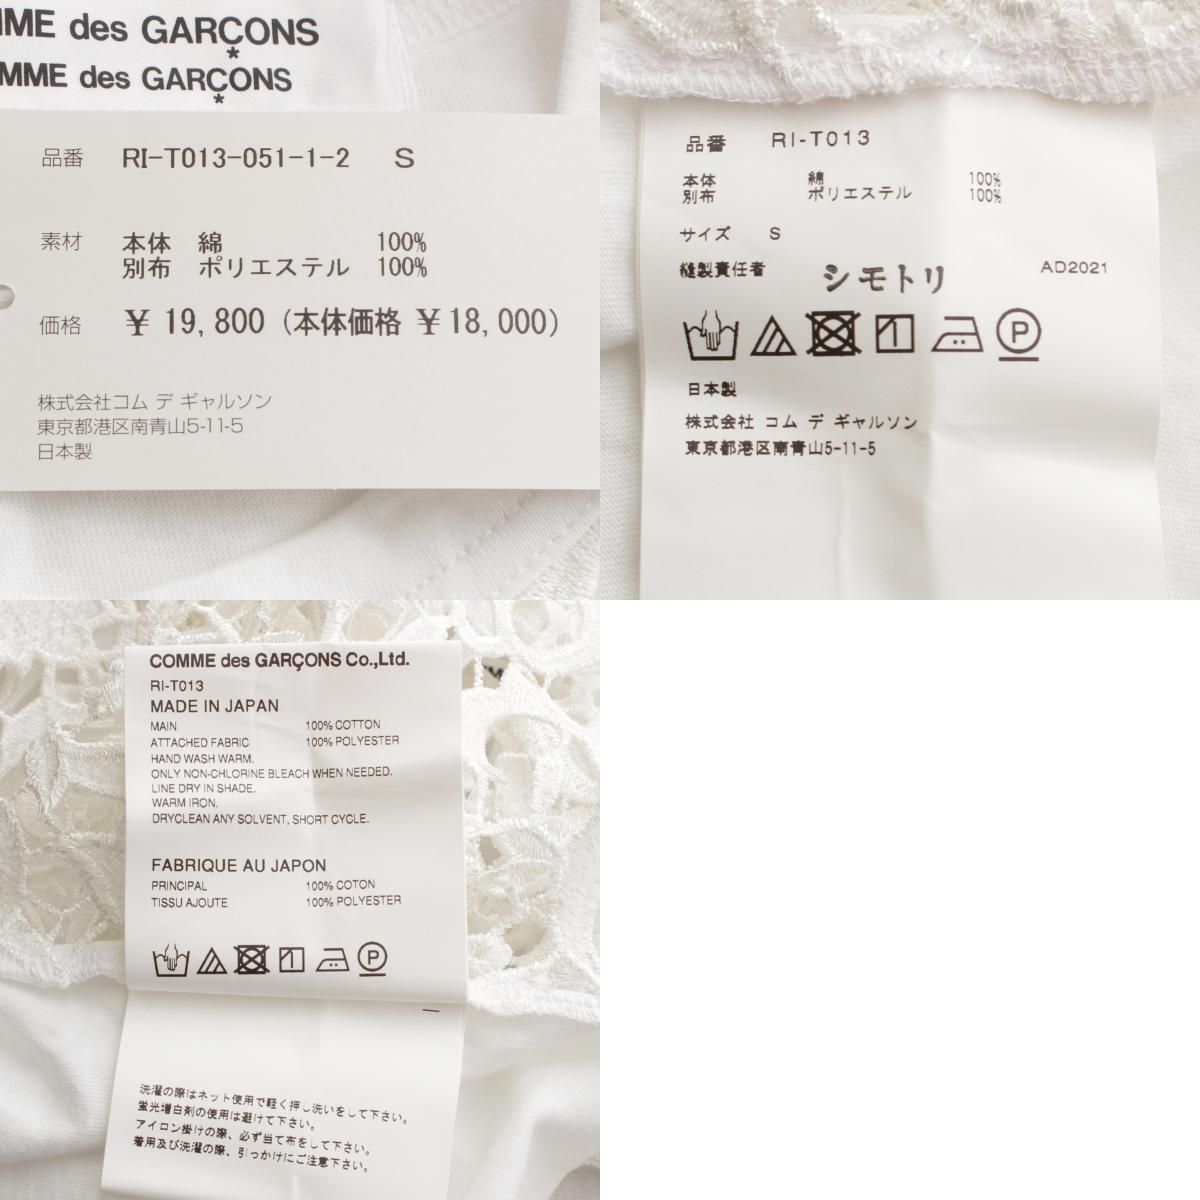 MME des GARÇONS
MME des GARÇONS
品番 RI-T013-051-1-2 S
素材 本体 綿 100%
別布 ポリエステル 100%
価格 ¥ 19,800 (本体価格 ¥18,000)
株式会社コム デ ギャルソン
東京都港区南青山5-11-5
日本製
品番 RI-T013
本体 綿 100%
別布 ポリエステル 100%
サイズ S
縫製責任者 シモトリ AD2021
P
日本製
株式会社 コム デ ギャルソン
東京都港区南青山5-11-5
COMME des GARÇONS Co.,Ltd.
RI-T013
MADE IN JAPAN
MAIN 100% COTTON
ATTACHED FABRIC 100% POLYESTER
HAND WASH WARM.
ONLY NON-CHLORINE BLEACH WHEN NEEDED.
LINE DRY IN SHADE.
WARM IRON.
DRYCLEAN ANY SOLVENT, SHORT CYCLE.
FABRIQUE AU JAPON
PRINCIPAL 100% COTON
TISSU AJOUTE 100% POLYESTER
P
洗濯の際はネット使用で軽く押し洗いをして下さい。
蛍光増白剤の使用は避けて下さい。
アイロン掛けの際、必ず当て布をして下さい。
着用及び洗濯の際、引っかけにご注意下さい。